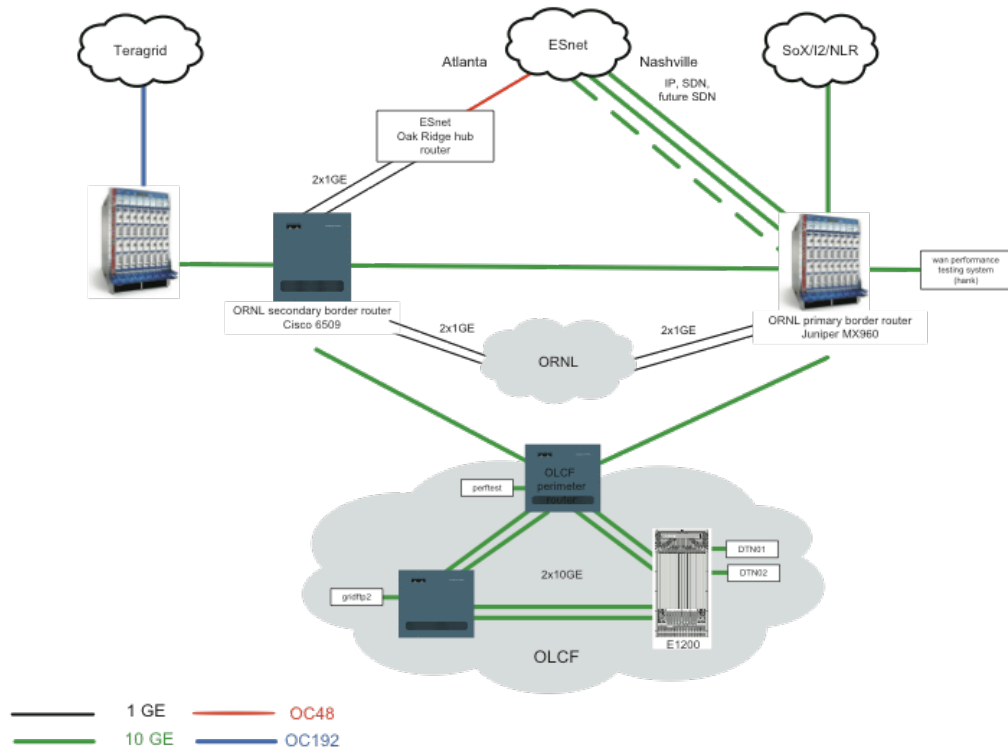 Teragrid
ESnet
SoX/I2/NLR
Atlanta
Nashville
IP, SDN,
future SDN
ESnet
Oak Ridge hub
router
2x1GE
wan performance
testing system
(hank)
ORNL secondary border router
Cisco 6509
ORNL primary border router
Juniper MX960
2x1GE
2x1GE
ORNL
OLCF
perimeter
router
perftest
DTN01
2x10GE
DTN02
gridftp2
E1200
OLCF
1 GE
OC48
10 GE
OC192